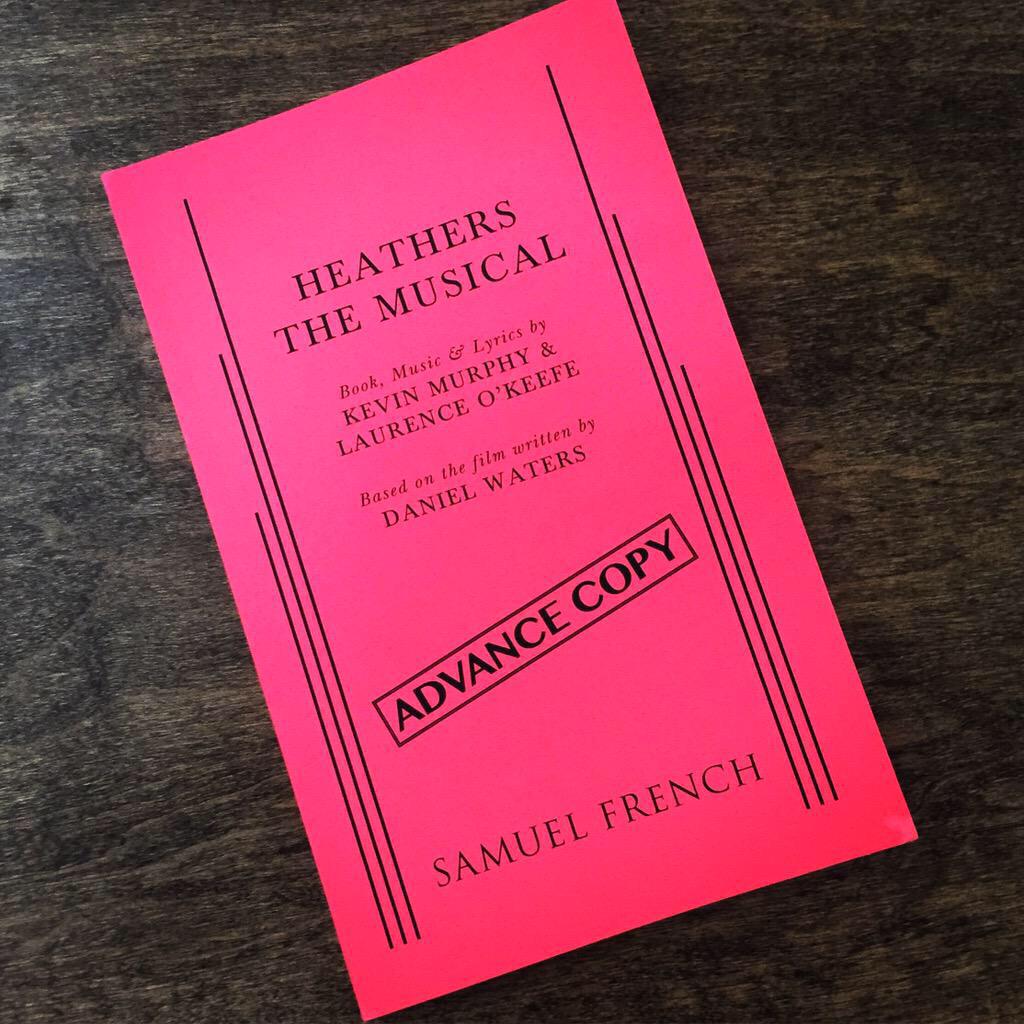 HEATHERS
THE MUSICAL
Book, Music & Lyrics by
KEVIN MURPHY &
LAURENCE O'KEEFE
Based on the film written by
DANIEL WATERS
ADVANCE COPY
SAMUEL FRENCH